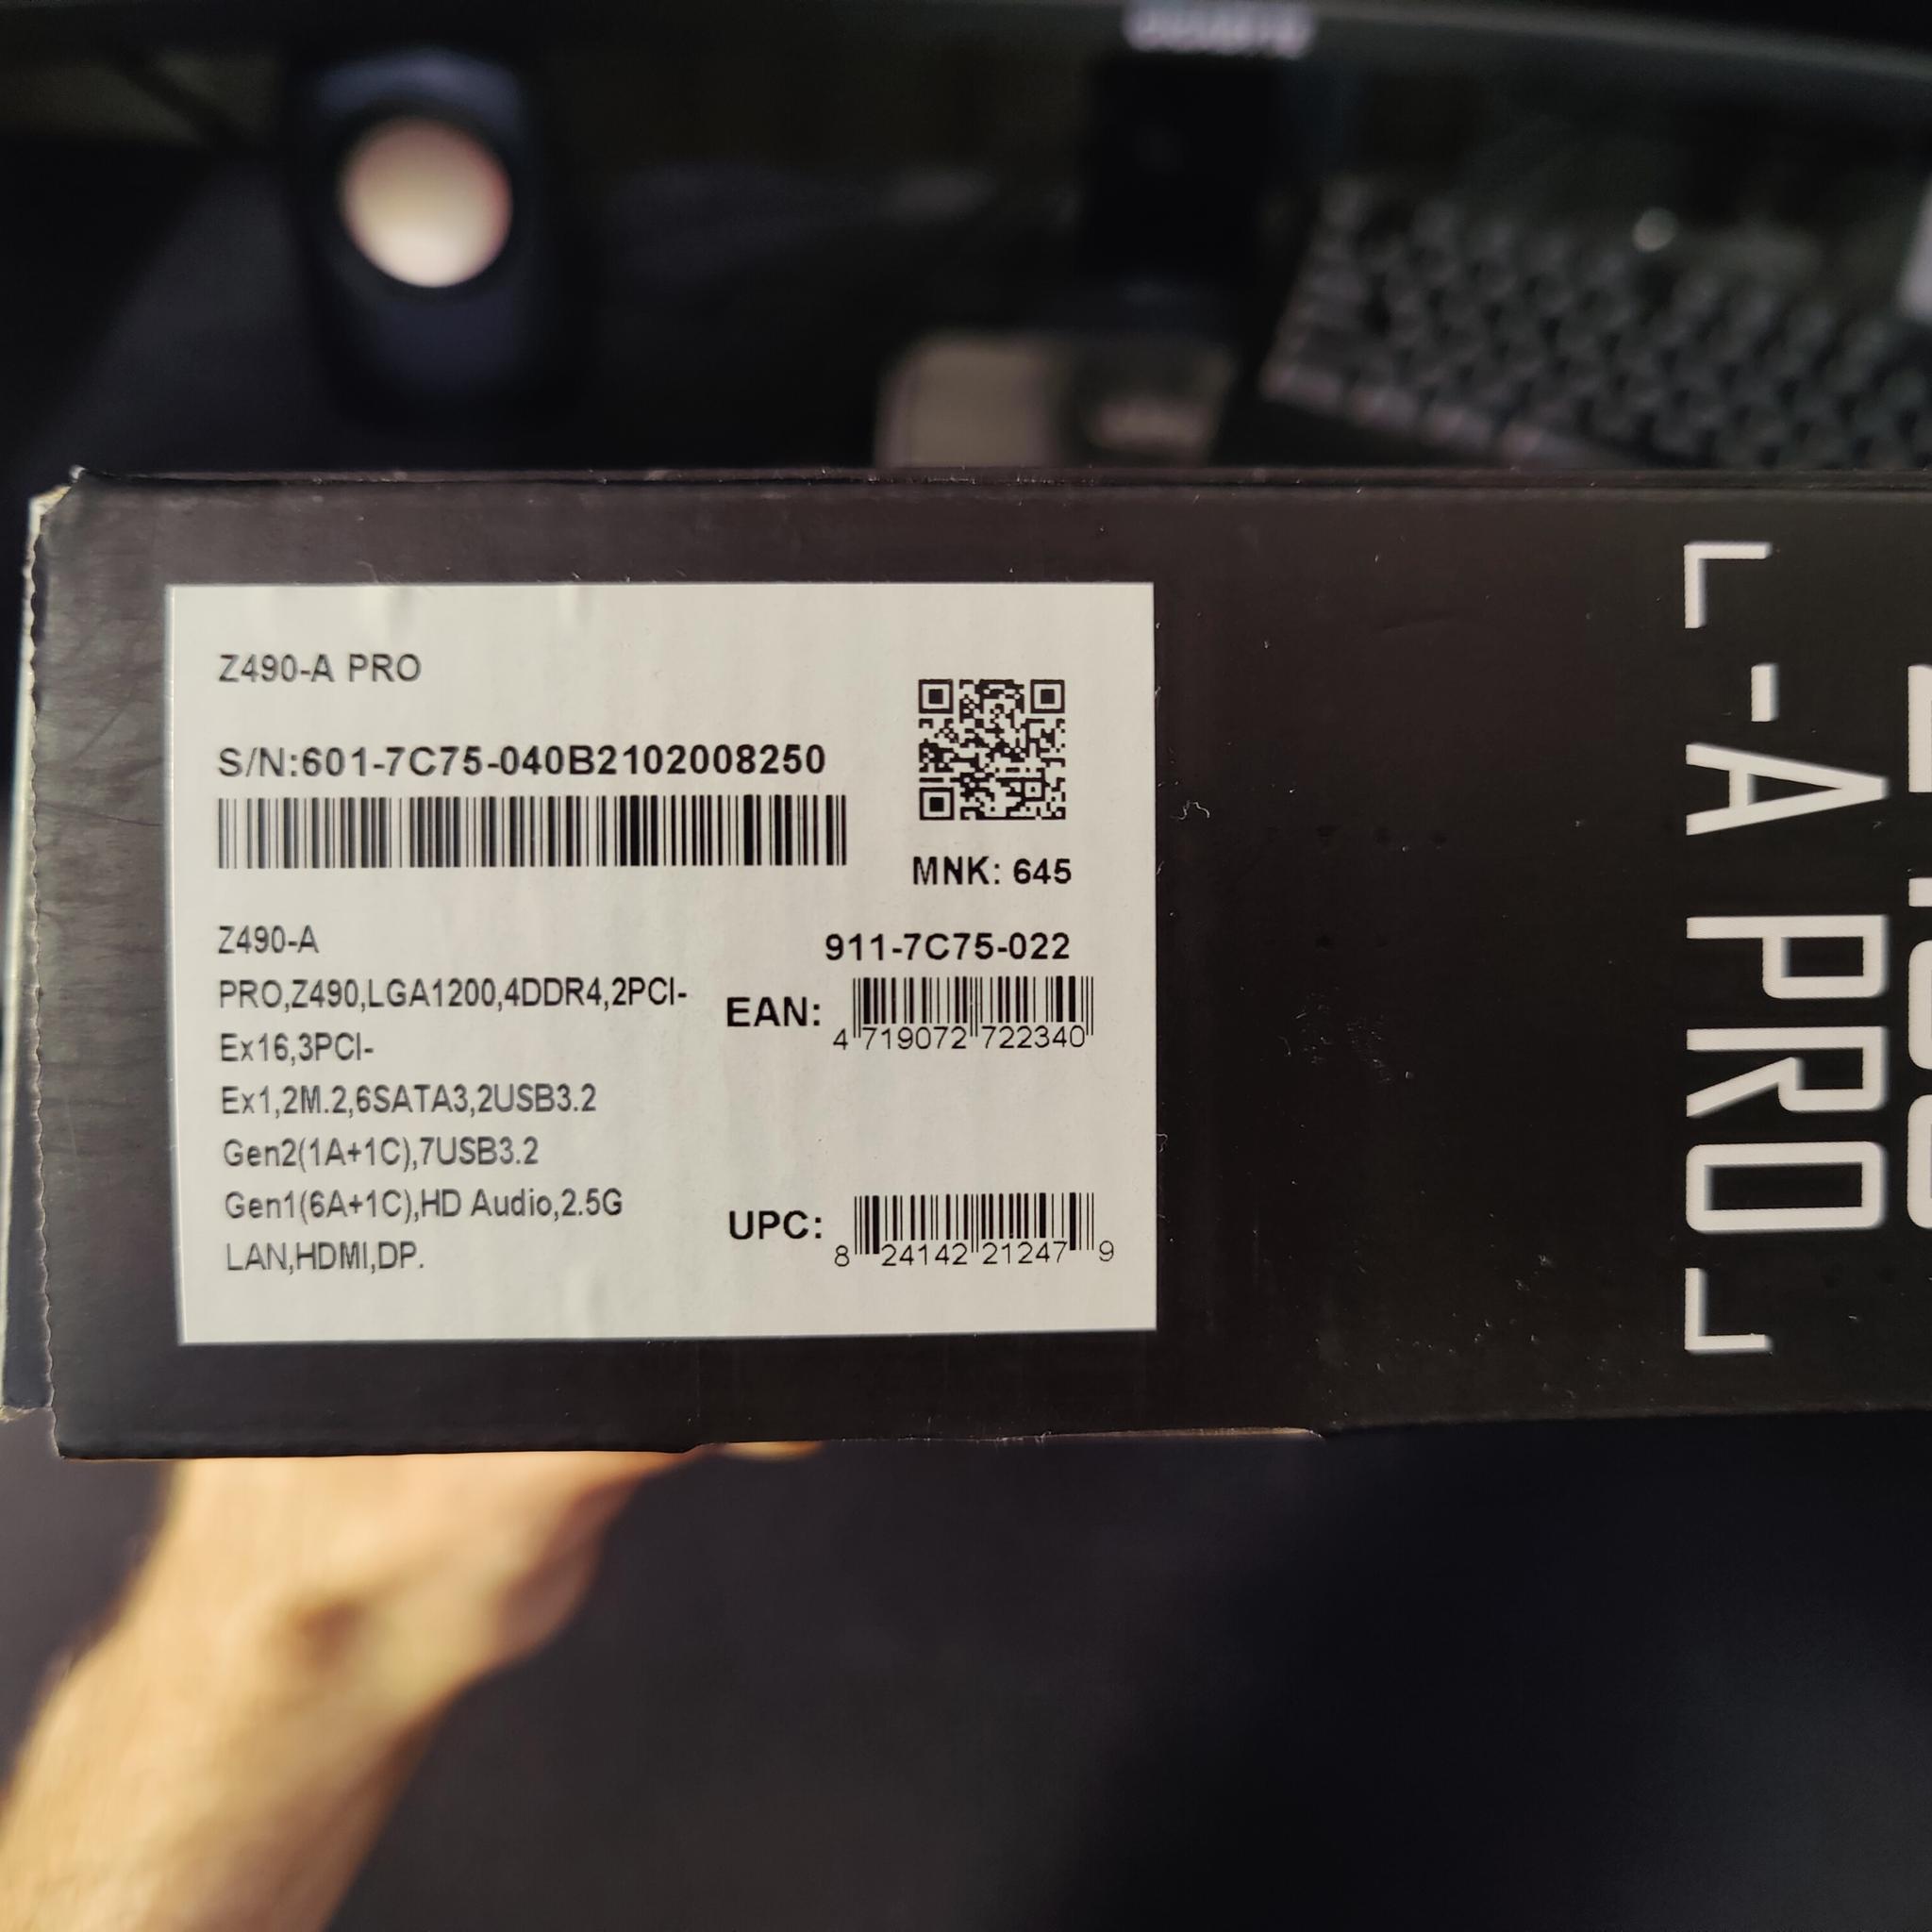 Z490-A PRO
S/N:601-7C75-040B2102008250
MNK: 645
Z490-A
PRO,Z490,LGA1200,4DDR4,2PCI-
Ex16,3PCI-
Ex1,2M.2,6SATA3,2USB3.2
Gen2(1A+1C),7USB3.2
Gen1(6A+1C),HD Audio,2.5G
LAN,HDMI,DP.
911-7C75-022
EAN:
4 719072 722340
UPC:
8 24142 21247 9
-A PRO